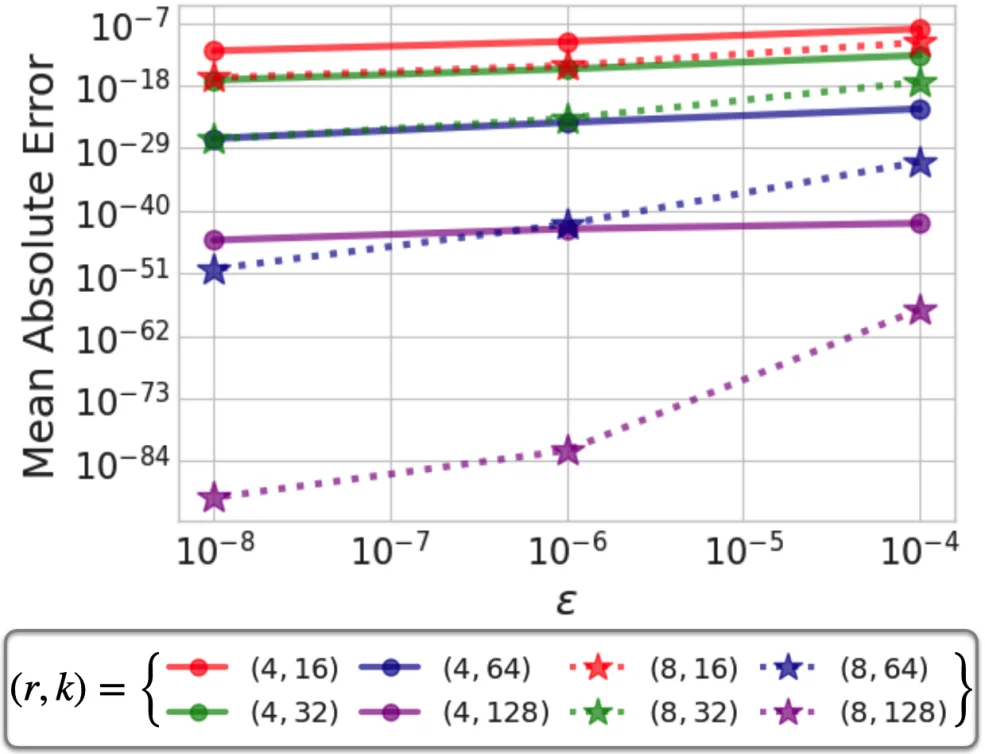 Mean Absolute Error
10⁻⁷
10⁻¹⁸
10⁻²⁹
10⁻⁴⁰
10⁻⁵¹
10⁻⁶²
10⁻⁷³
10⁻⁸⁴
10⁻⁸ 10⁻⁷ 10⁻⁶ 10⁻⁵ 10⁻⁴
ε
(r, k) = {
(4, 16) (4, 64) (8, 16) (8, 64)
(4, 32) (4, 128) (8, 32) (8, 128)
}